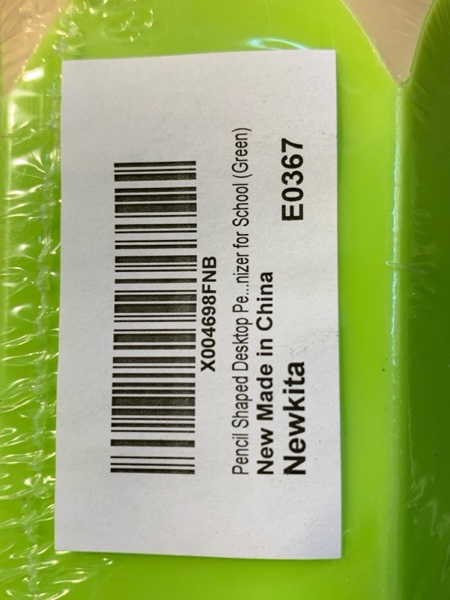 X004698FNB
Pencil Shaped Desktop Pe...nizer for School (Green)
New Made in China
Newkita
E0367